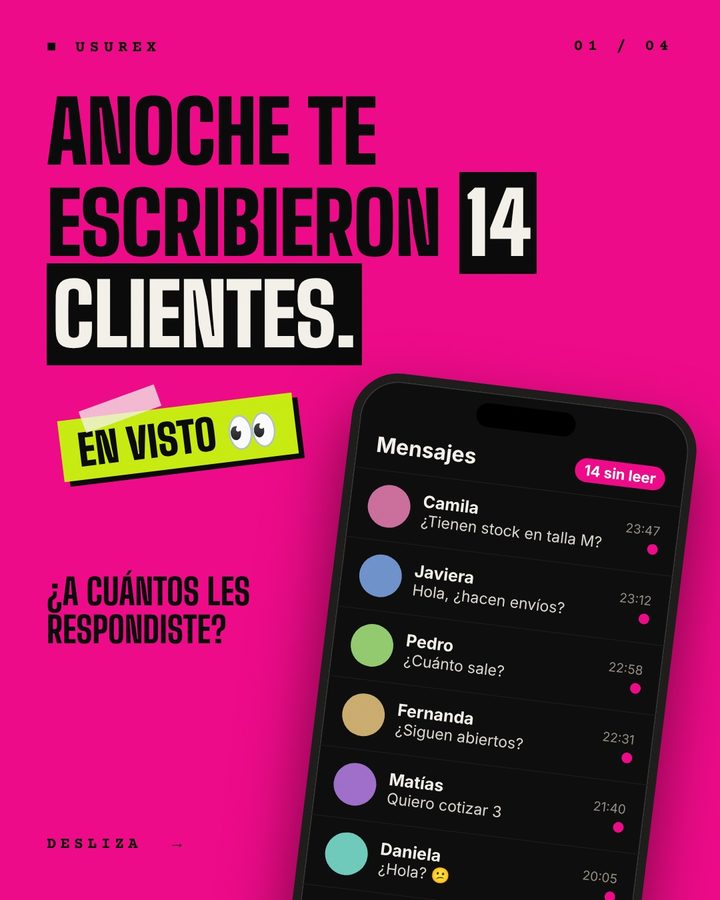 ■ USUREX
01 / 04
ANOCHE TE
ESCRIBIERON 14
CLIENTES.
EN VISTO 👀
¿A CUÁNTOS LES
RESPONDISTE?
Mensajes
14 sin leer
Camila
¿Tienen stock en talla M?
23:47
Javiera
Hola, ¿hacen envíos?
23:12
Pedro
¿Cuánto sale?
22:58
Fernanda
¿Siguen abiertos?
22:31
Matías
Quiero cotizar 3
21:40
Daniela
¿Hola? 😕
20:05
DESLIZA →